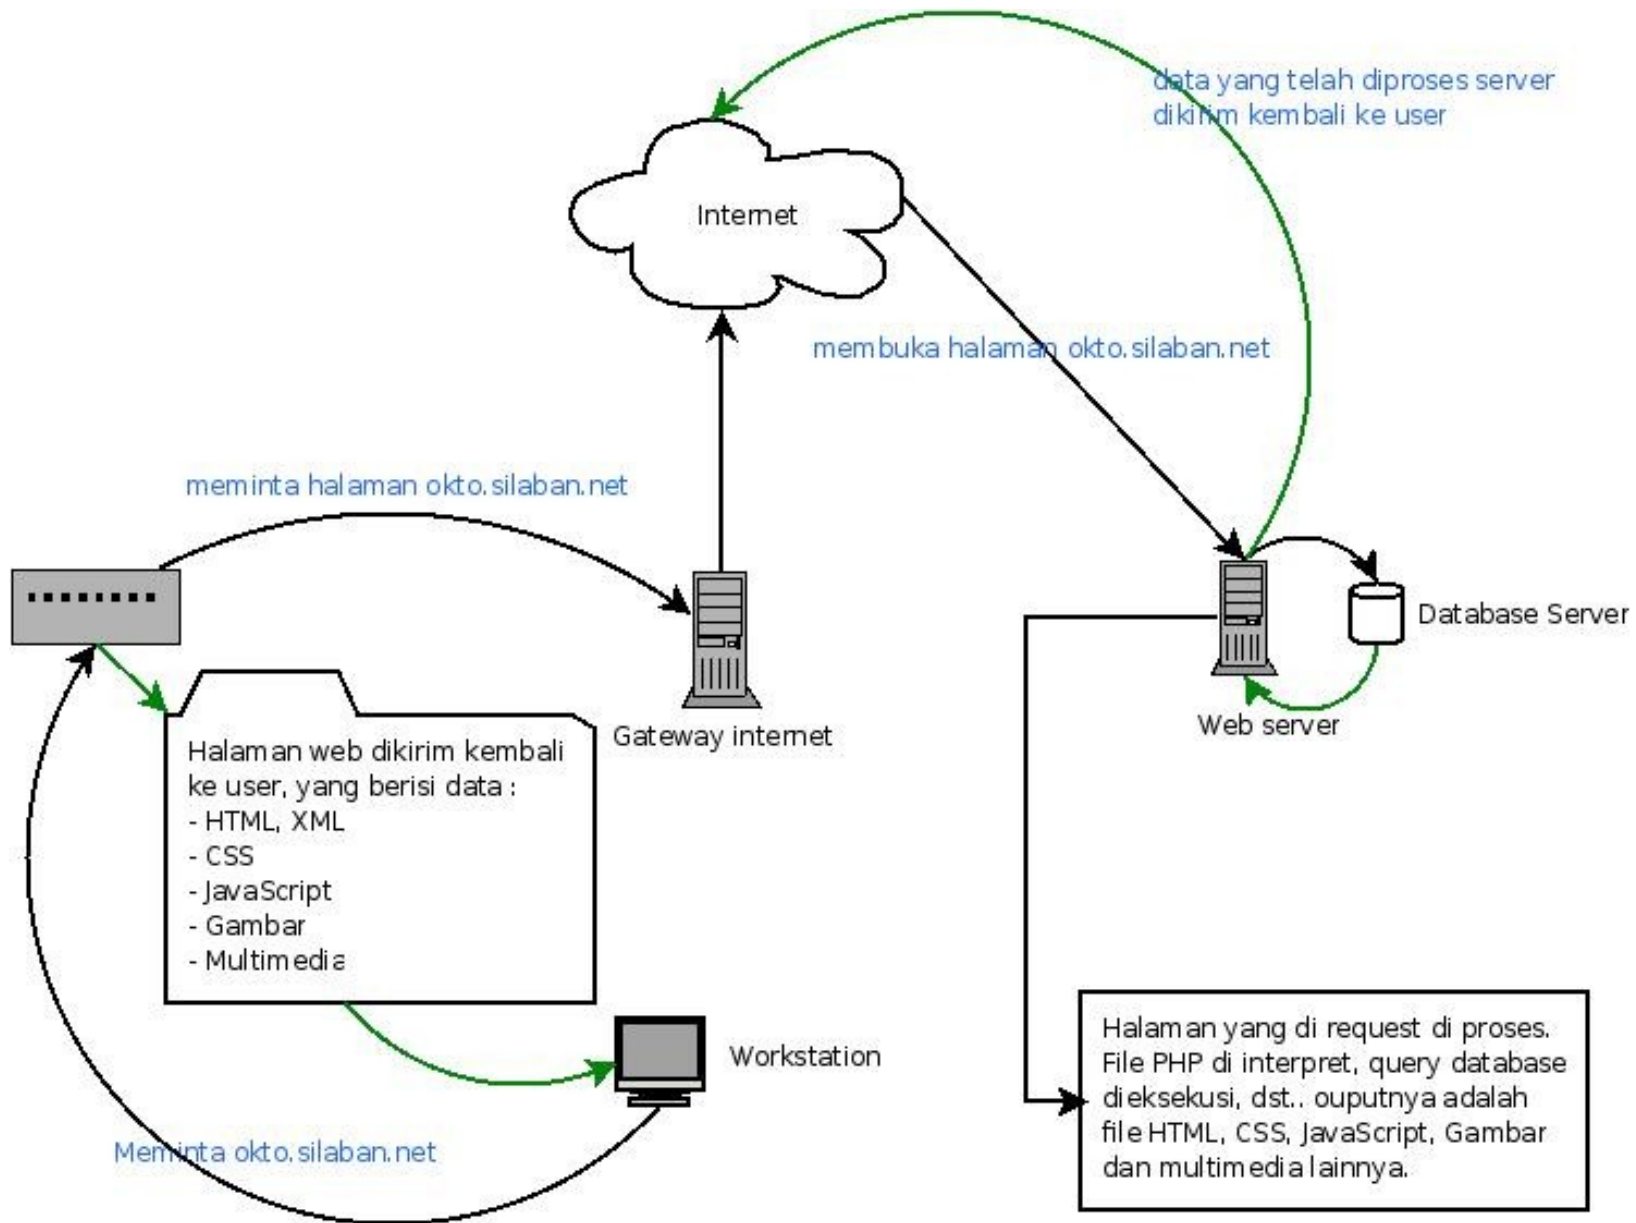 data yang telah diproses server
dikirim kembali ke user
Internet
membuka halaman okto.silaban.net
meminta halaman okto.silaban.net
Database Server
Web server
Gateway internet
Halaman web dikirim kembali
ke user, yang berisi data :
- HTML, XML
- CSS
- JavaScript
- Gambar
- Multimedia
Workstation
Meminta okto.silaban.net
Halaman yang di request di proses.
File PHP di interpret, query database
dieksekusi, dst.. ouputnya adalah
file HTML, CSS, JavaScript, Gambar
dan multimedia lainnya.